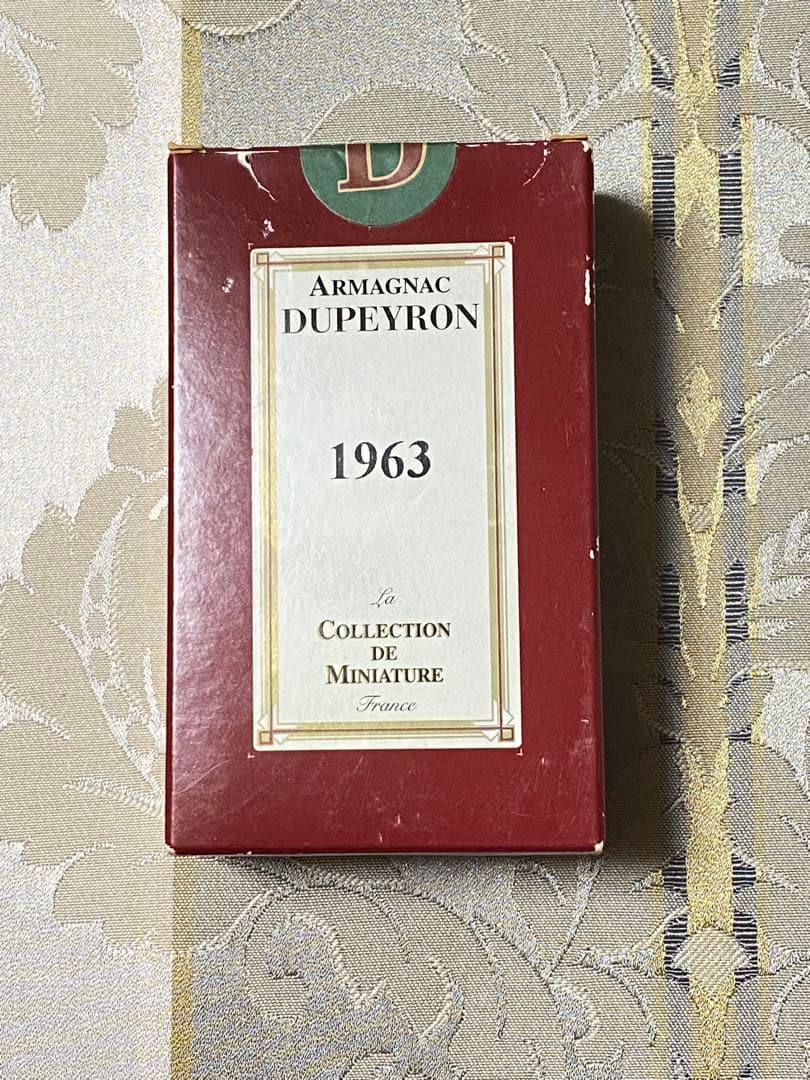 D
ARMAGNAC
DUPEYRON
1963
La
COLLECTION
DE
MINIATURE
France